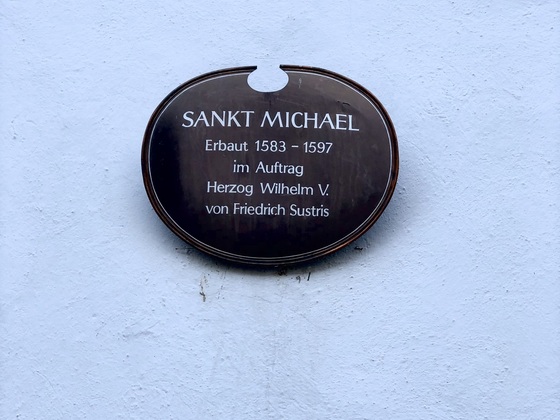 SANKT MICHAEL
Erbaut 1583 – 1597
im Auftrag
Herzog Wilhelm V.
von Friedrich Sustris